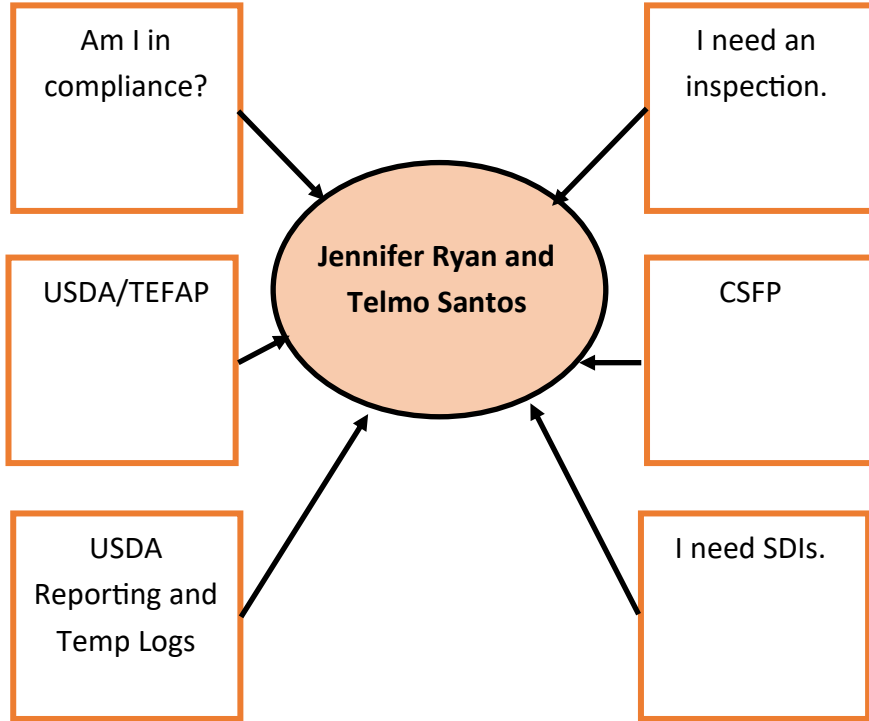 Am I in
compliance?
I need an
inspection.
Jennifer Ryan and
Telmo Santos
USDA/TEFAP
CSFP
USDA
Reporting and
Temp Logs
I need SDIs.